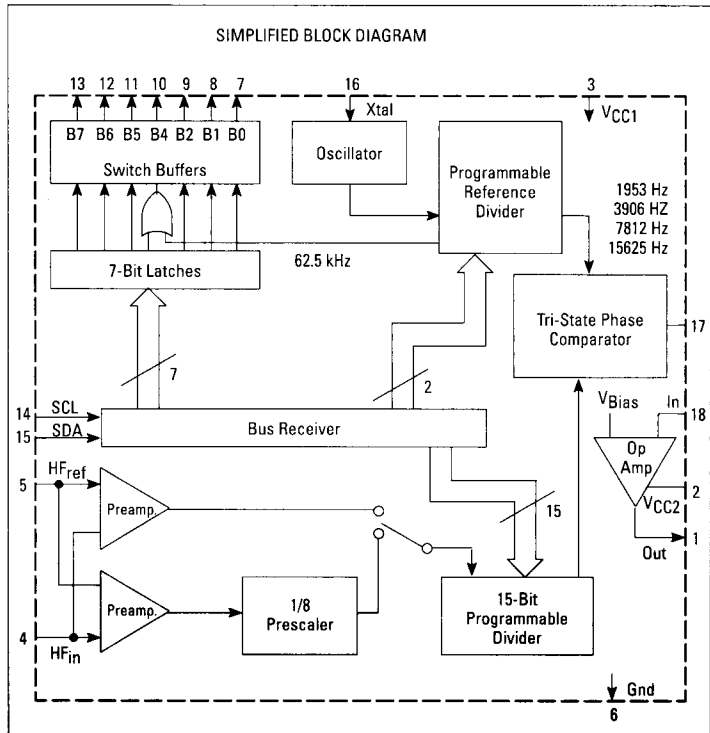 SIMPLIFIED BLOCK DIAGRAM
13 12 11 10 9 8 7
16
3
Xtal
VCC1
B7 B6 B5 B4 B2 B1 B0
Switch Buffers
Oscillator
Programmable
Reference
Divider
1953 Hz
3906 HZ
7812 Hz
15625 Hz
62.5 kHz
7-Bit Latches
Tri-State Phase
Comparator
17
7
2
14 SCL
15 SDA
Bus Receiver
VBias
In
18
Op
Amp
2
VCC2
1
Out
5
HFref
Preamp.
15
Preamp.
1/8
Prescaler
15-Bit
Programmable
Divider
4
HFin
Gnd
6